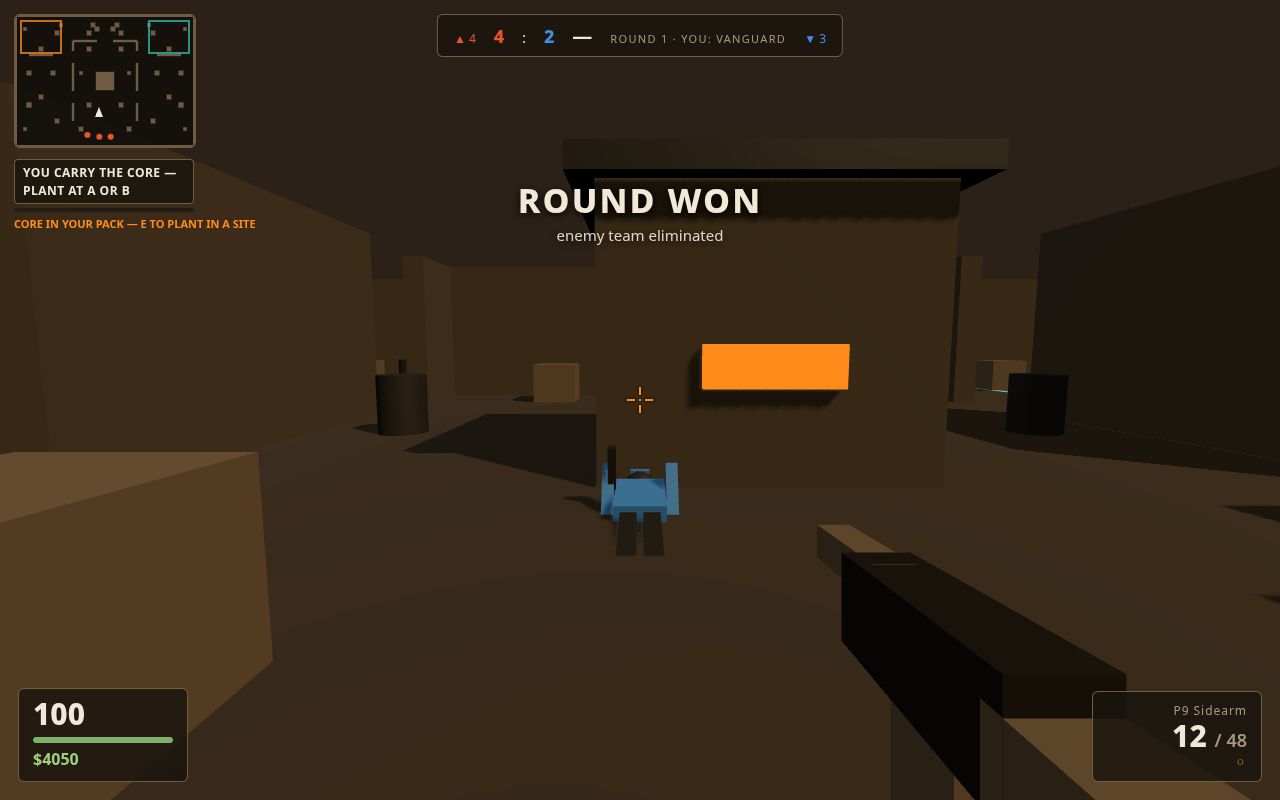 ▲ 4 4 : 2 — ROUND 1 · YOU: VANGUARD ▼ 3
YOU CARRY THE CORE —
PLANT AT A OR B
CORE IN YOUR PACK — E TO PLANT IN A SITE
ROUND WON
enemy team eliminated
100
$4050
P9 Sidearm
12 / 48